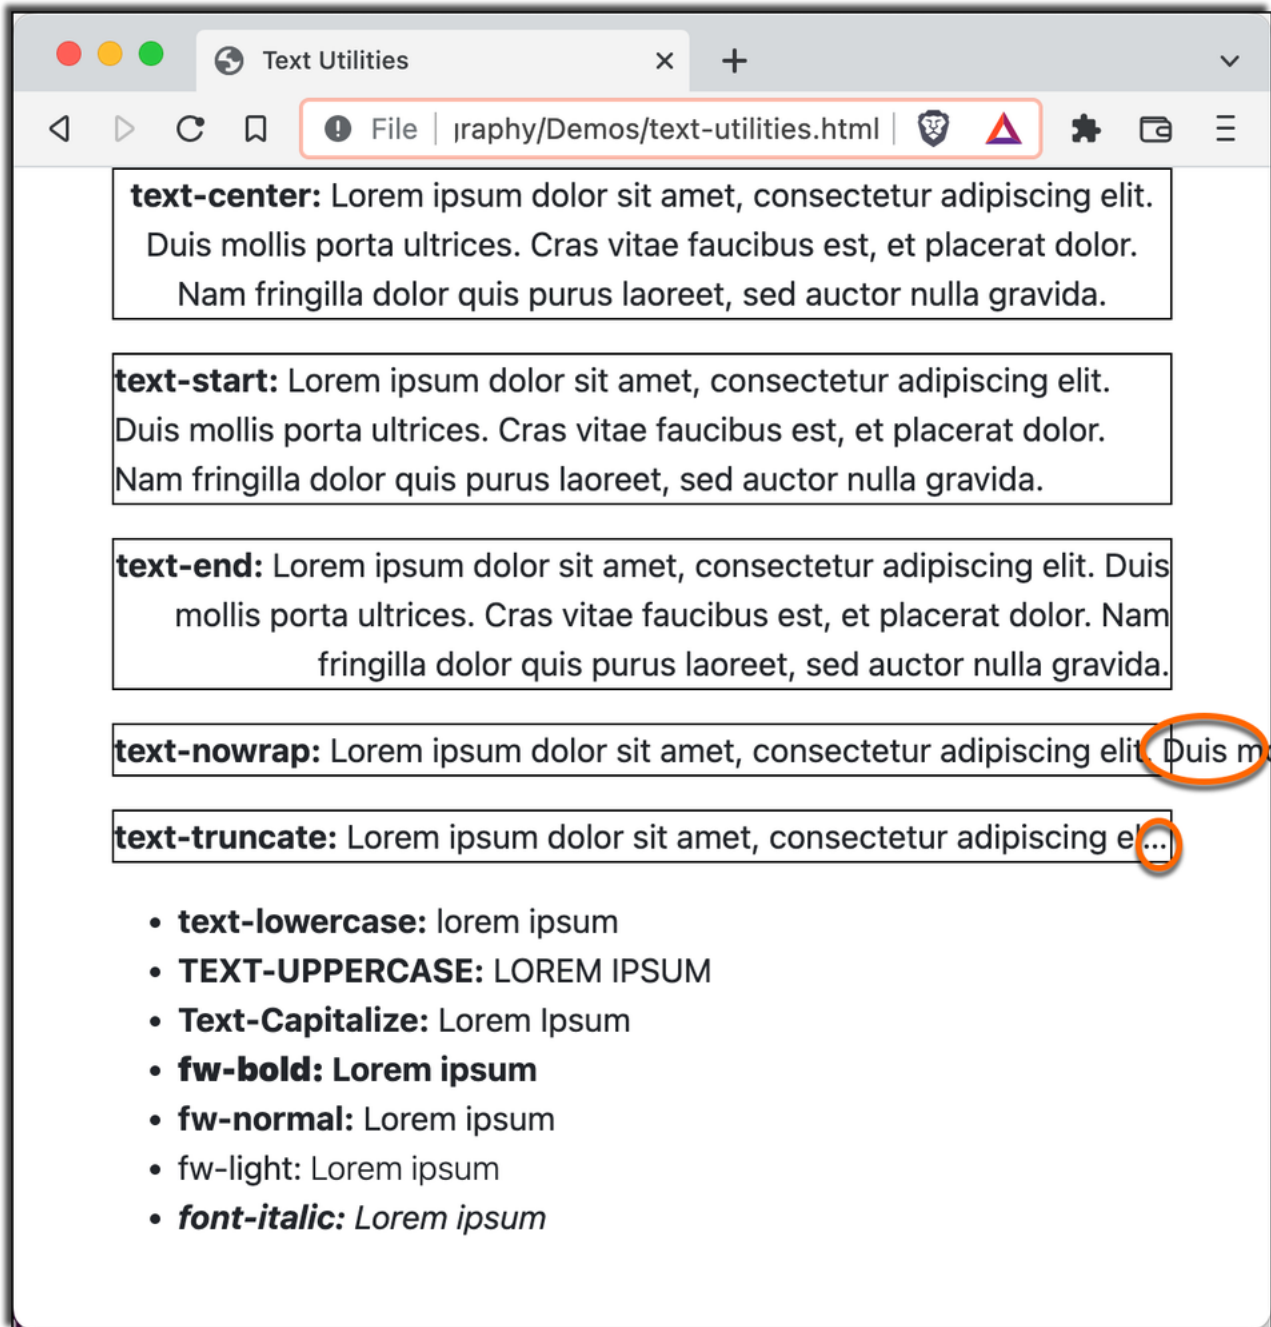 Text Utilities
File raphy/Demos/text-utilities.html
text-center: Lorem ipsum dolor sit amet, consectetur adipiscing elit.
Duis mollis porta ultrices. Cras vitae faucibus est, et placerat dolor.
Nam fringilla dolor quis purus laoreet, sed auctor nulla gravida.
text-start: Lorem ipsum dolor sit amet, consectetur adipiscing elit.
Duis mollis porta ultrices. Cras vitae faucibus est, et placerat dolor.
Nam fringilla dolor quis purus laoreet, sed auctor nulla gravida.
text-end: Lorem ipsum dolor sit amet, consectetur adipiscing elit. Duis
mollis porta ultrices. Cras vitae faucibus est, et placerat dolor. Nam
fringilla dolor quis purus laoreet, sed auctor nulla gravida.
text-nowrap: Lorem ipsum dolor sit amet, consectetur adipiscing elit. Duis m
text-truncate: Lorem ipsum dolor sit amet, consectetur adipiscing el...
• text-lowercase: lorem ipsum
• TEXT-UPPERCASE: LOREM IPSUM
• Text-Capitalize: Lorem Ipsum
• fw-bold: Lorem ipsum
• fw-normal: Lorem ipsum
• fw-light: Lorem ipsum
• font-italic: Lorem ipsum